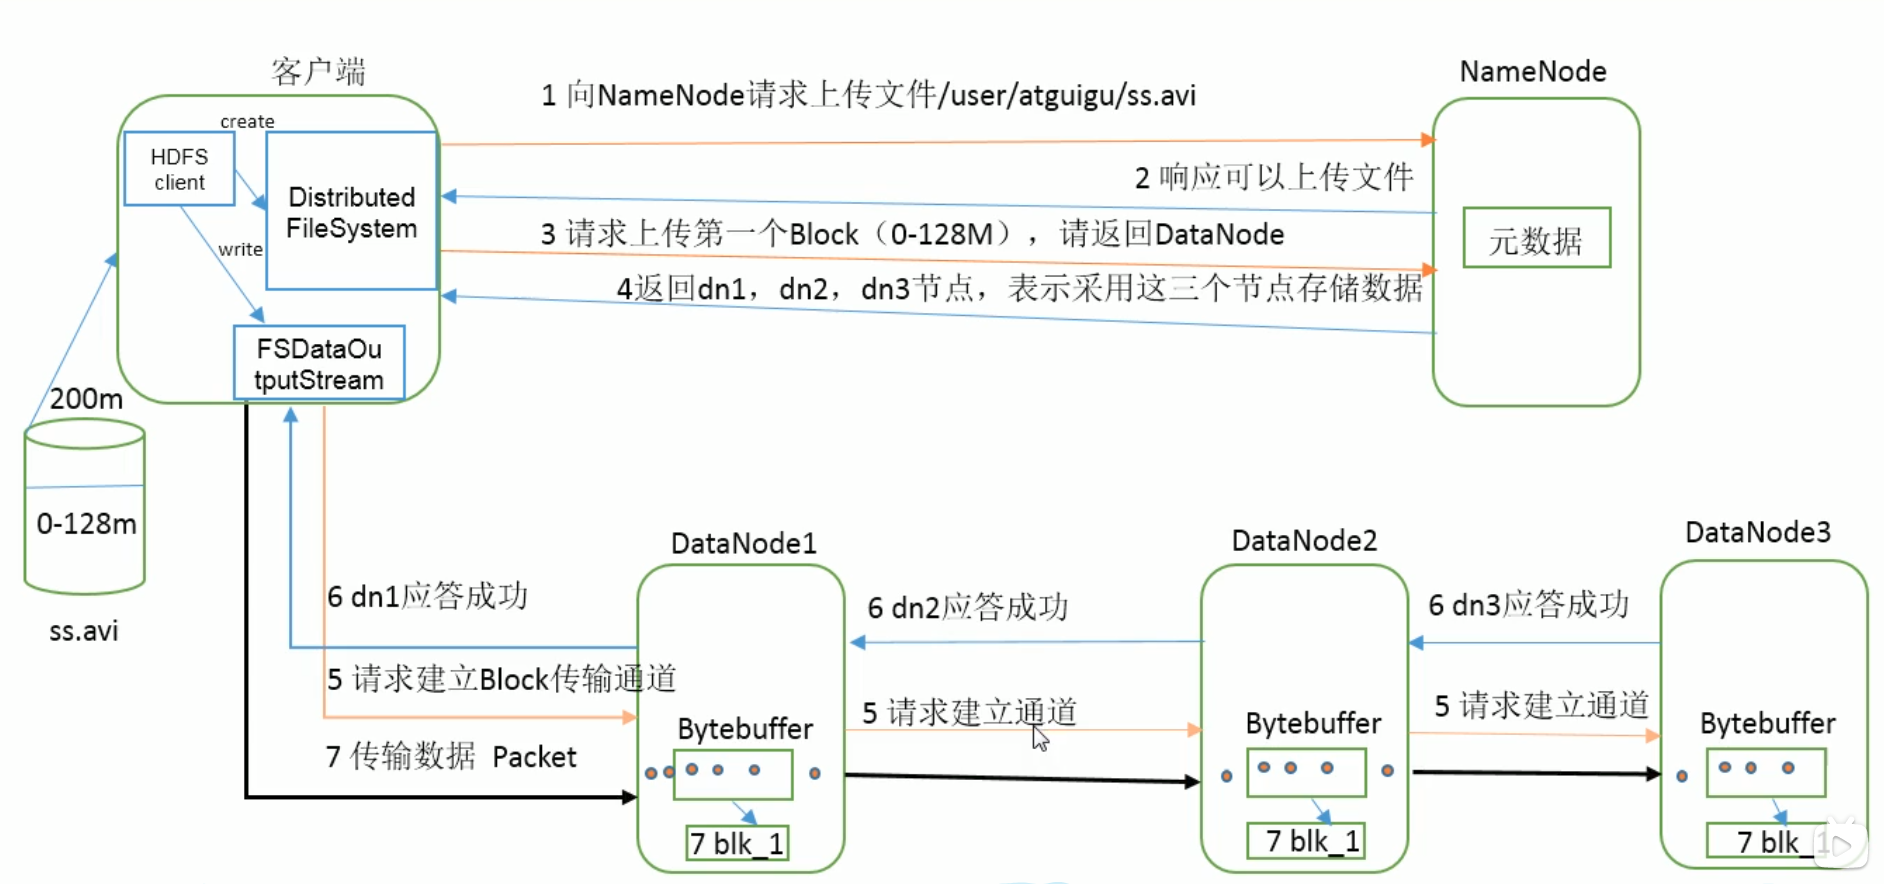 客户端
NameNode
1 向NameNode请求上传文件/user/atguigu/ss.avi
create
HDFS
client
Distributed
FileSystem
2 响应可以上传文件
write
3 请求上传第一个Block（0-128M），请返回DataNode
元数据
4返回dn1，dn2，dn3节点，表示采用这三个节点存储数据
FSDataOu
tputStream
200m
0-128m
ss.avi
DataNode1
DataNode2
DataNode3
6 dn1应答成功
6 dn2应答成功
6 dn3应答成功
5 请求建立Block传输通道
5 请求建立通道
5 请求建立通道
Bytebuffer
Bytebuffer
Bytebuffer
7 传输数据 Packet
7 blk_1
7 blk_1
7 blk_1